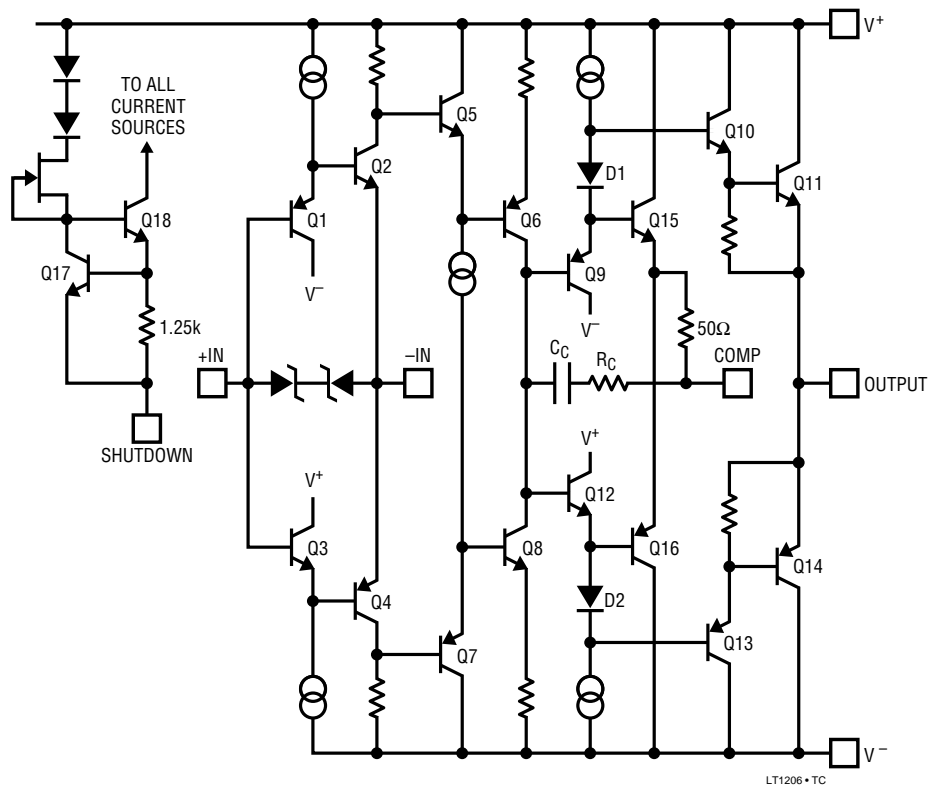 V+
TO ALL
CURRENT
SOURCES
Q5
Q10
Q2
D1
Q11
Q18
Q1
Q6
Q15
Q17
Q9
V–
V–
1.25k
50Ω
+IN
–IN
CC
RC
COMP
OUTPUT
SHUTDOWN
V+
V+
Q12
Q3
Q8
Q16
Q14
Q4
D2
Q7
Q13
V–
LT1206 • TC